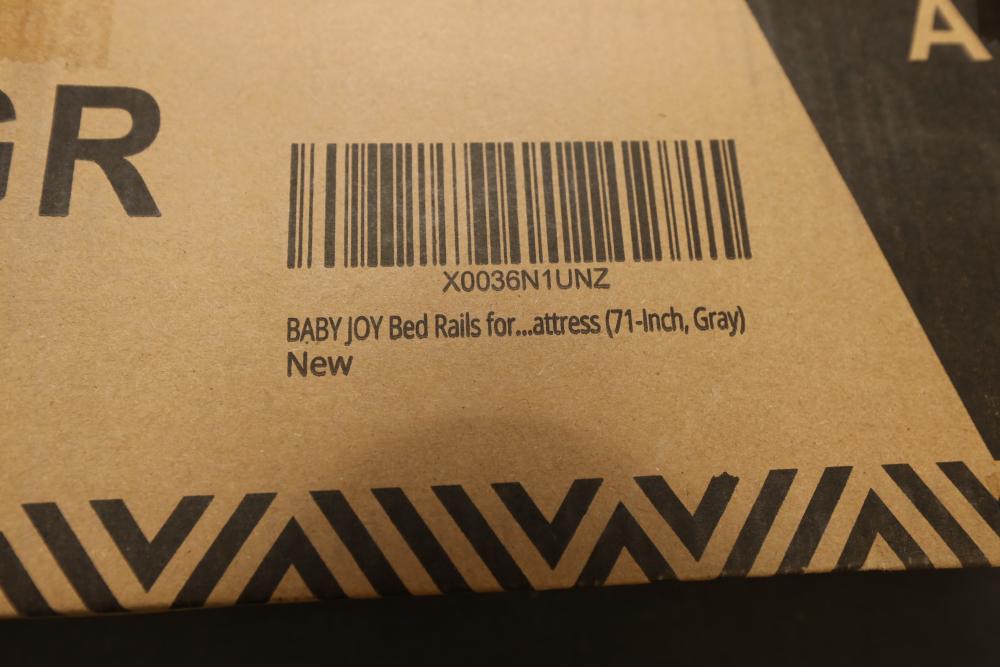 A
GR
X0036N1UNZ
BABY JOY Bed Rails for...attress (71-Inch, Gray)
New